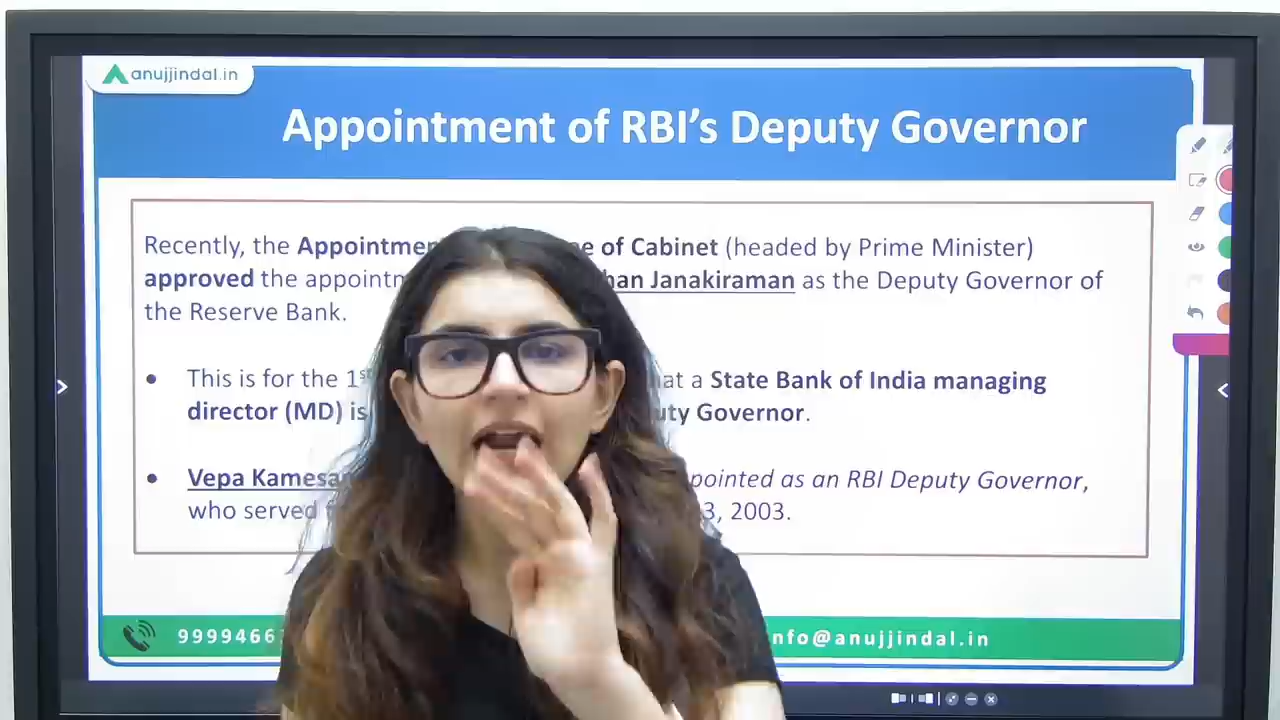 anujjindal.in
Appointment of RBI's Deputy Governor
Recently, the Appointmen e of Cabinet (headed by Prime Minister)
approved the appointm han Janakiraman as the Deputy Governor of
the Reserve Bank.
• This is for the 1st hat a State Bank of India managing
director (MD) is uty Governor.
• Vepa Kamesa pointed as an RBI Deputy Governor,
who served 3, 2003.
9999466 nfo@anujjindal.in